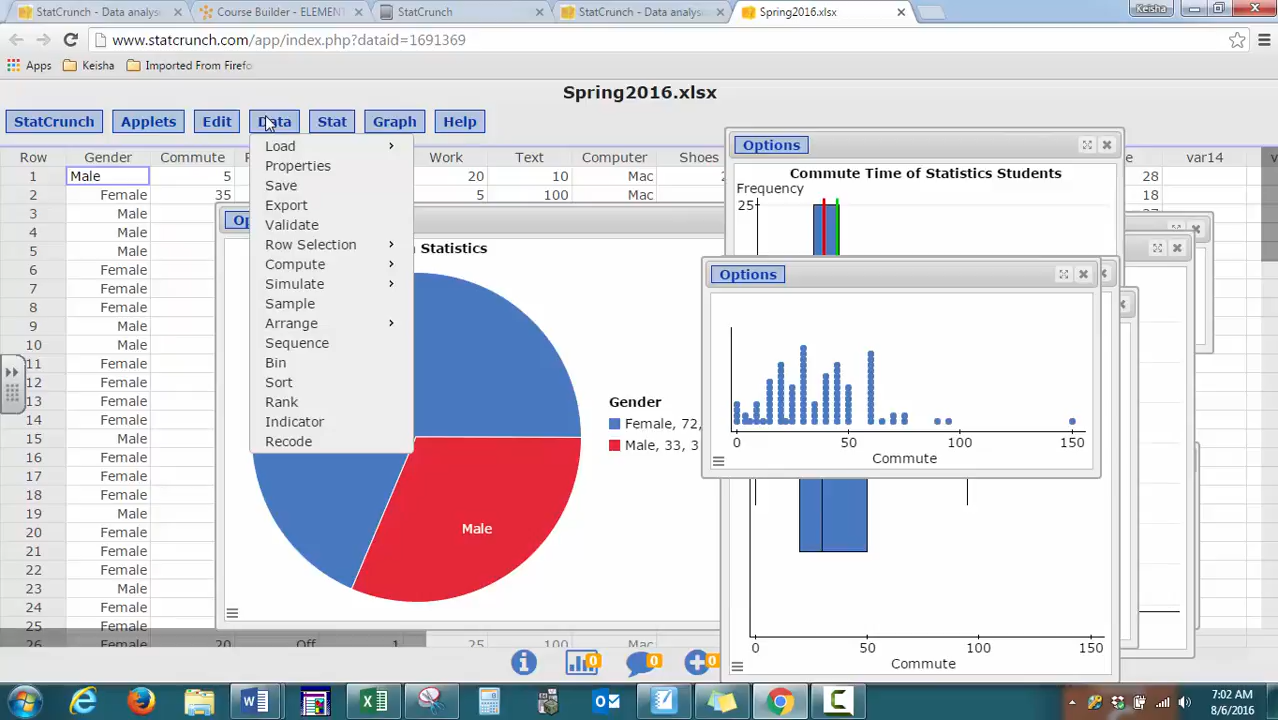 StatCrunch - Data analysis
Course Builder - ELEMENT
StatCrunch
StatCrunch - Data analysis
Spring2016.xlsx
Keisha
www.statcrunch.com/app/index.php?dataid=1691369
Apps
Keisha
Imported From Firefo
Spring2016.xlsx
StatCrunch
Applets
Edit
Data
Stat
Graph
Help
Row Gender Commute Work Text Computer Shoes var14
1 Male 5 20 10 Mac 28
2 Female 35 5 100 Mac 18
3 Male
4 Male
5 Male
6 Female
7 Female
8 Female
9 Male
10 Male
11 Female
12 Female
13 Female
14 Female
15 Male
16 Female
17 Female
18 Female
19 Male
20 Female
21 Female
22 Female
23 Male
24 Female
25 Female
26 Female 20 Off 1 25 100 Mac
Load
Properties
Save
Export
Validate
Row Selection
Compute
Simulate
Sample
Arrange
Sequence
Bin
Sort
Rank
Indicator
Recode
Statistics
Male
Gender
Female, 72,
Male, 33, 3
Options
Commute Time of Statistics Students
Frequency
25
Options
0 50 100 150
Commute
0 50 100 150
Commute
0
0
0
7:02 AM
8/6/2016